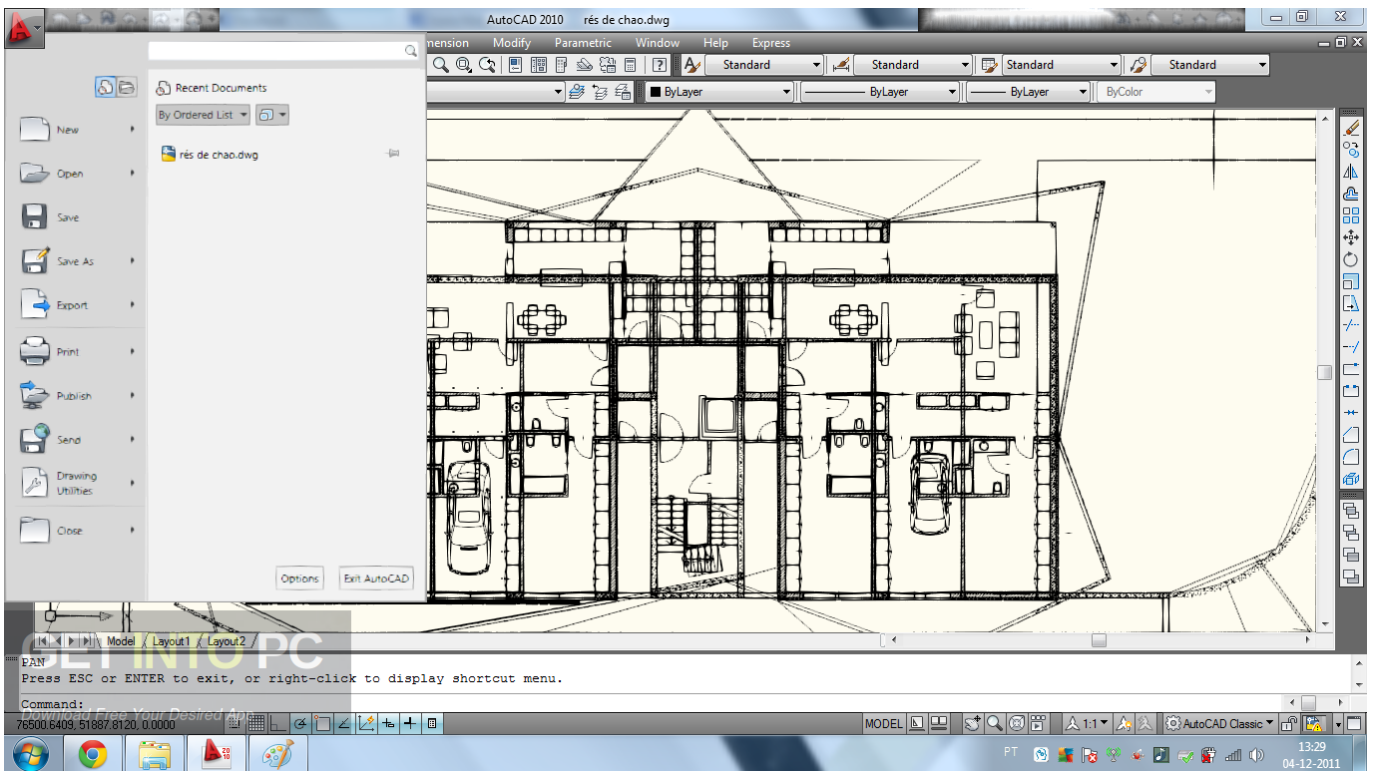 AutoCAD 2010 rés de chao.dwg
mension Modify Parametric Window Help Express
Standard Standard Standard Standard
ByLayer ByLayer ByLayer ByColor
Recent Documents
By Ordered List
rés de chao.dwg
New
Open
Save
Save As
Export
Print
Publish
Send
Drawing
Utilities
Close
Options Exit AutoCAD
Model Layout1 Layout2
GET INTO PC
PAN
Press ESC or ENTER to exit, or right-click to display shortcut menu.
Command:
Download Free Your Desired App
76500.6409, 51887.8120, 0.0000 MODEL 1:1 AutoCAD Classic
PT 13:29
04-12-2011